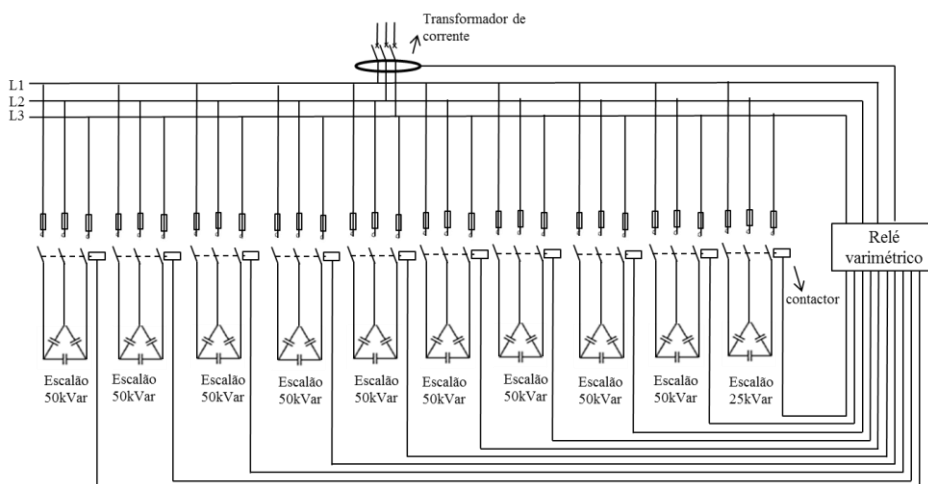 Transformador de
corrente
L1
L2
L3
Relé
varimétrico
contactor
Escalão
50kVar
Escalão
50kVar
Escalão
50kVar
Escalão
50kVar
Escalão
50kVar
Escalão
50kVar
Escalão
50kVar
Escalão
50kVar
Escalão
50kVar
Escalão
25kVar